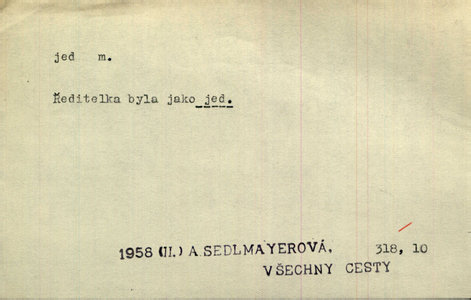 jed m.
Ředitelka byla jako jed.
1958 (II.) A. SEDLMAYEROVÁ, 318, 10
VŠECHNY CESTY